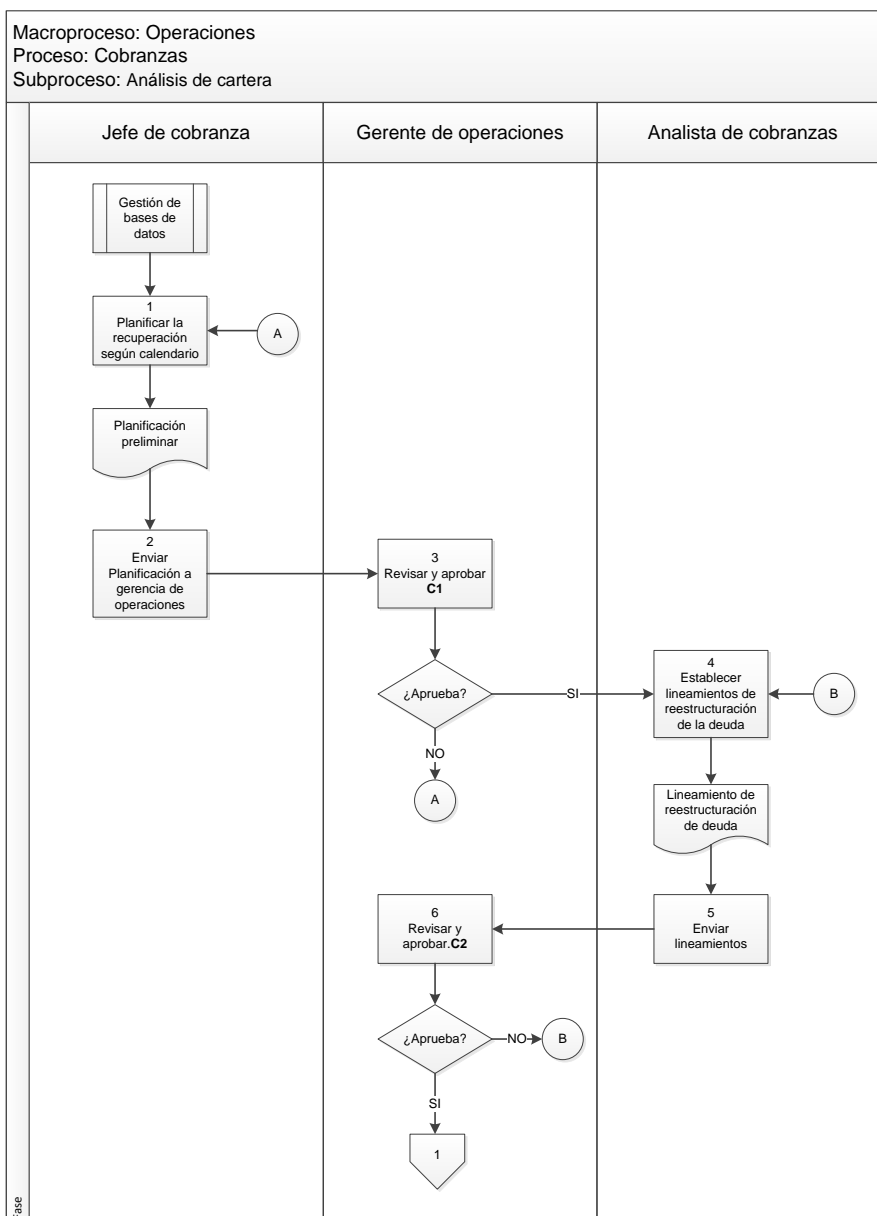 Macroproceso: Operaciones
Proceso: Cobranzas
Subproceso: Análisis de cartera
Jefe de cobranza
Gerente de operaciones
Analista de cobranzas
Gestión de
bases de
datos
1
Planificar la
recuperación
según calendario
A
Planificación
preliminar
2
Enviar
Planificación a
gerencia de
operaciones
3
Revisar y aprobar
C1
¿Aprueba?
SI
NO
A
4
Establecer
lineamientos de
reestructuración
de la deuda
B
Lineamiento de
reestructuración
de deuda
5
Enviar
lineamientos
6
Revisar y
aprobar.C2
¿Aprueba?
NO
B
SI
1
Fase